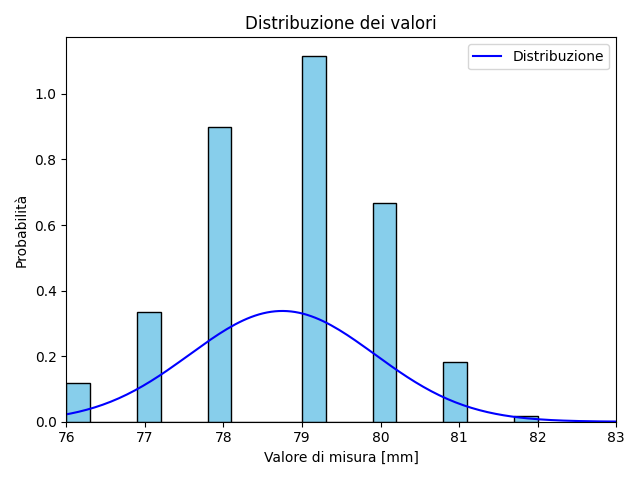 Distribuzione dei valori
Distribuzione
Probabilità
1.0
0.8
0.6
0.4
0.2
0.0
76 77 78 79 80 81 82 83
Valore di misura [mm]